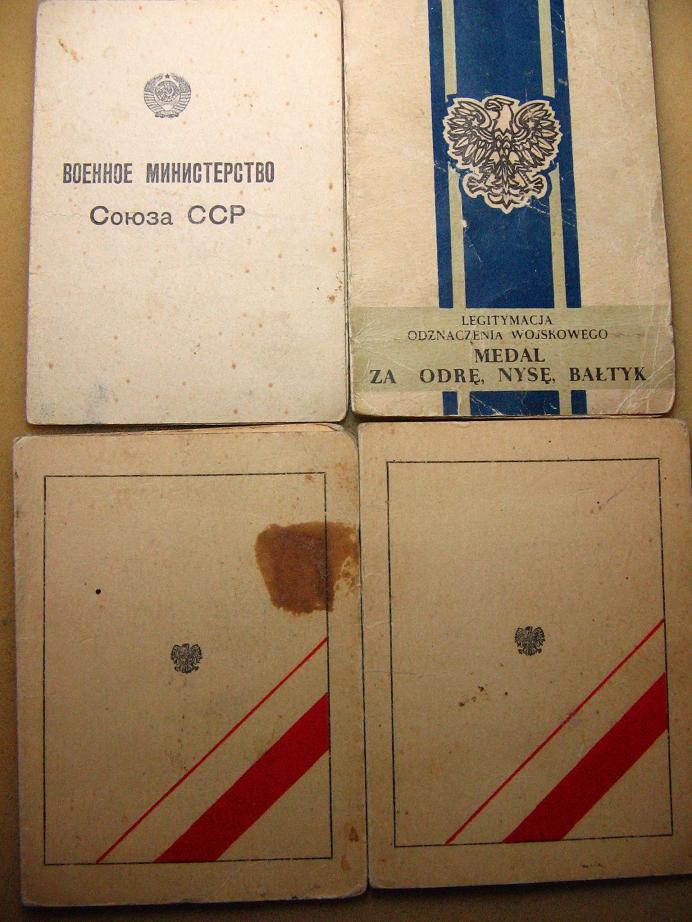 ВОЕННОЕ МИНИСТЕРСТВО
Союза ССР
LEGITYMACJA
ODZNACZENIA WOJSKOWEGO
MEDAL
ZA ODRĘ, NYSĘ, BAŁTYK